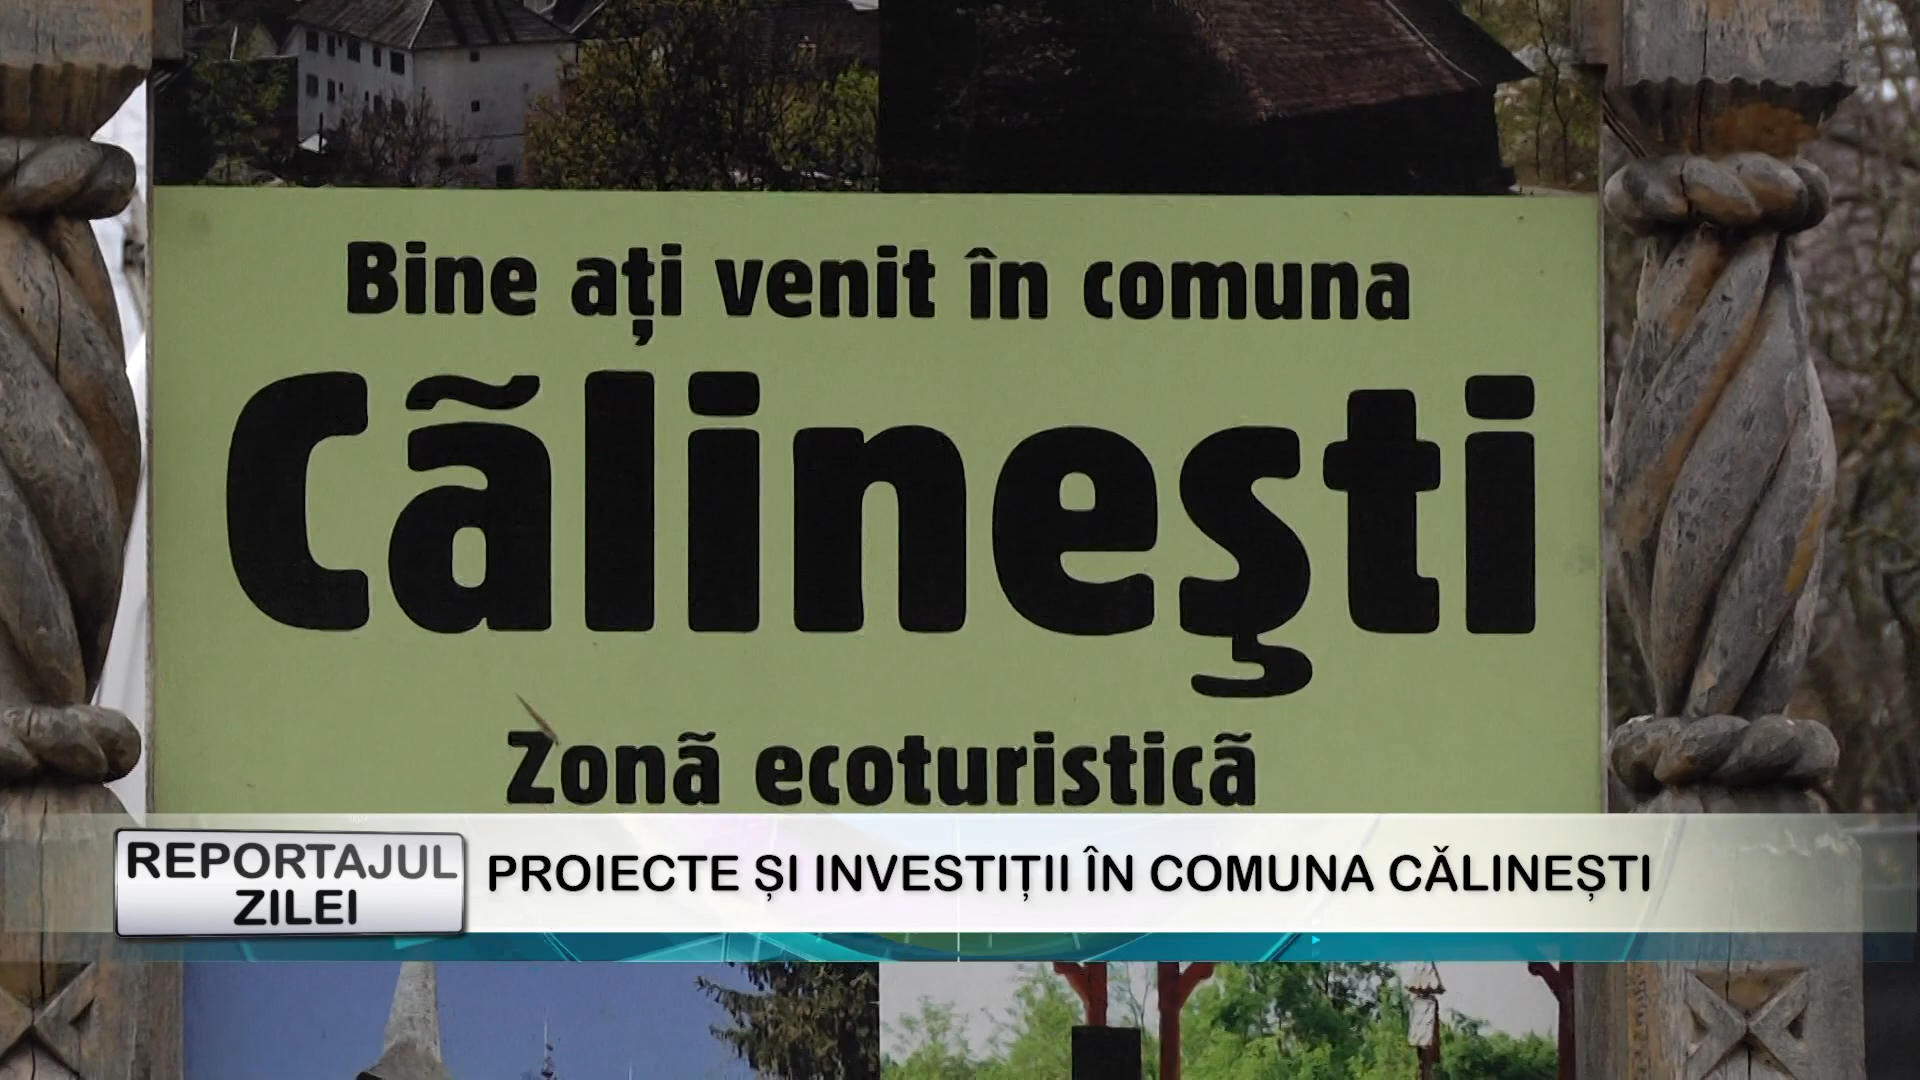 Bine ați venit în comuna
Cãlinești
Zonã ecoturisticã
REPORTAJUL
ZILEI
PROIECTE ȘI INVESTIȚII ÎN COMUNA CĂLINEȘTI